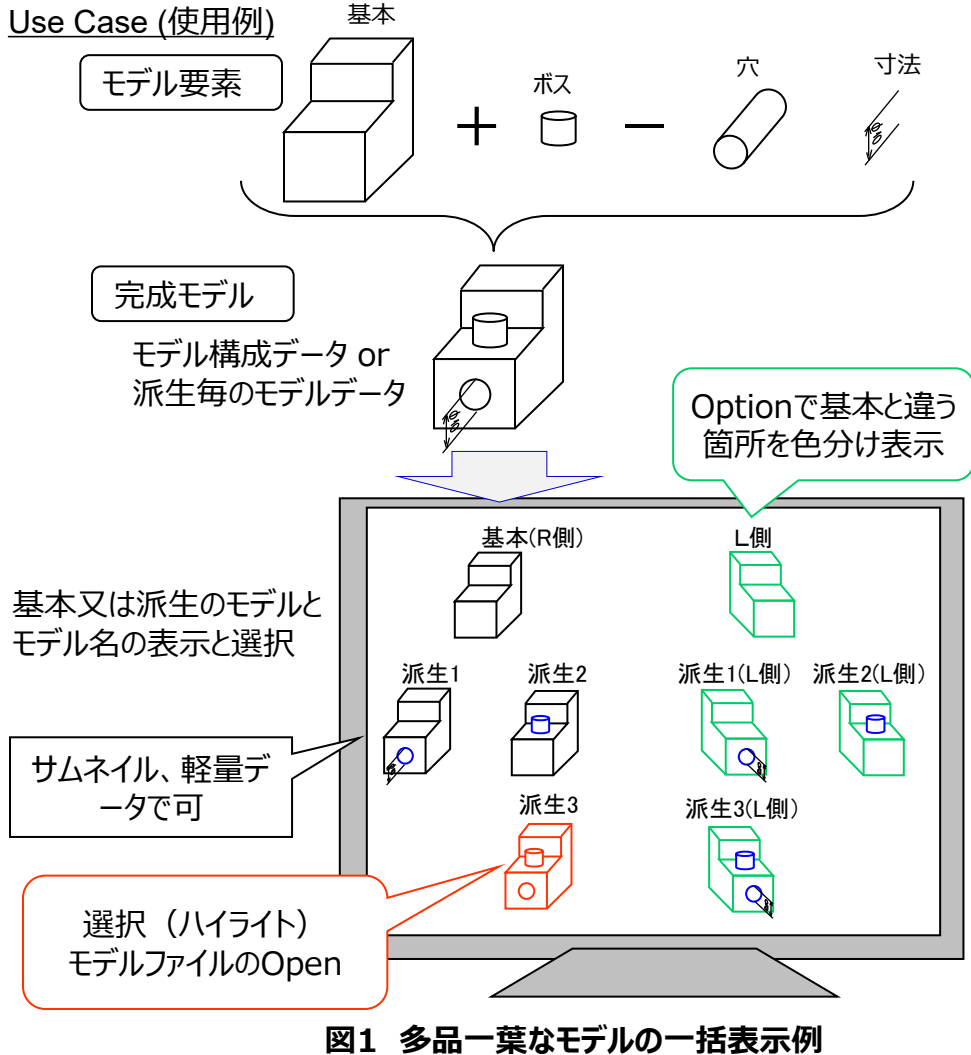 Use Case (使用例)
基本
モデル要素
ボス
穴
寸法
φ5
完成モデル
モデル構成データ or
派生毎のモデルデータ
φ5
Optionで基本と違う
箇所を色分け表示
基本(R側)
L側
基本又は派生のモデルと
モデル名の表示と選択
派生1
派生2
派生1(L側)
派生2(L側)
サムネイル、軽量デ
ータで可
派生3
派生3(L側)
選択（ハイライト）
モデルファイルのOpen
図1 多品一葉なモデルの一括表示例